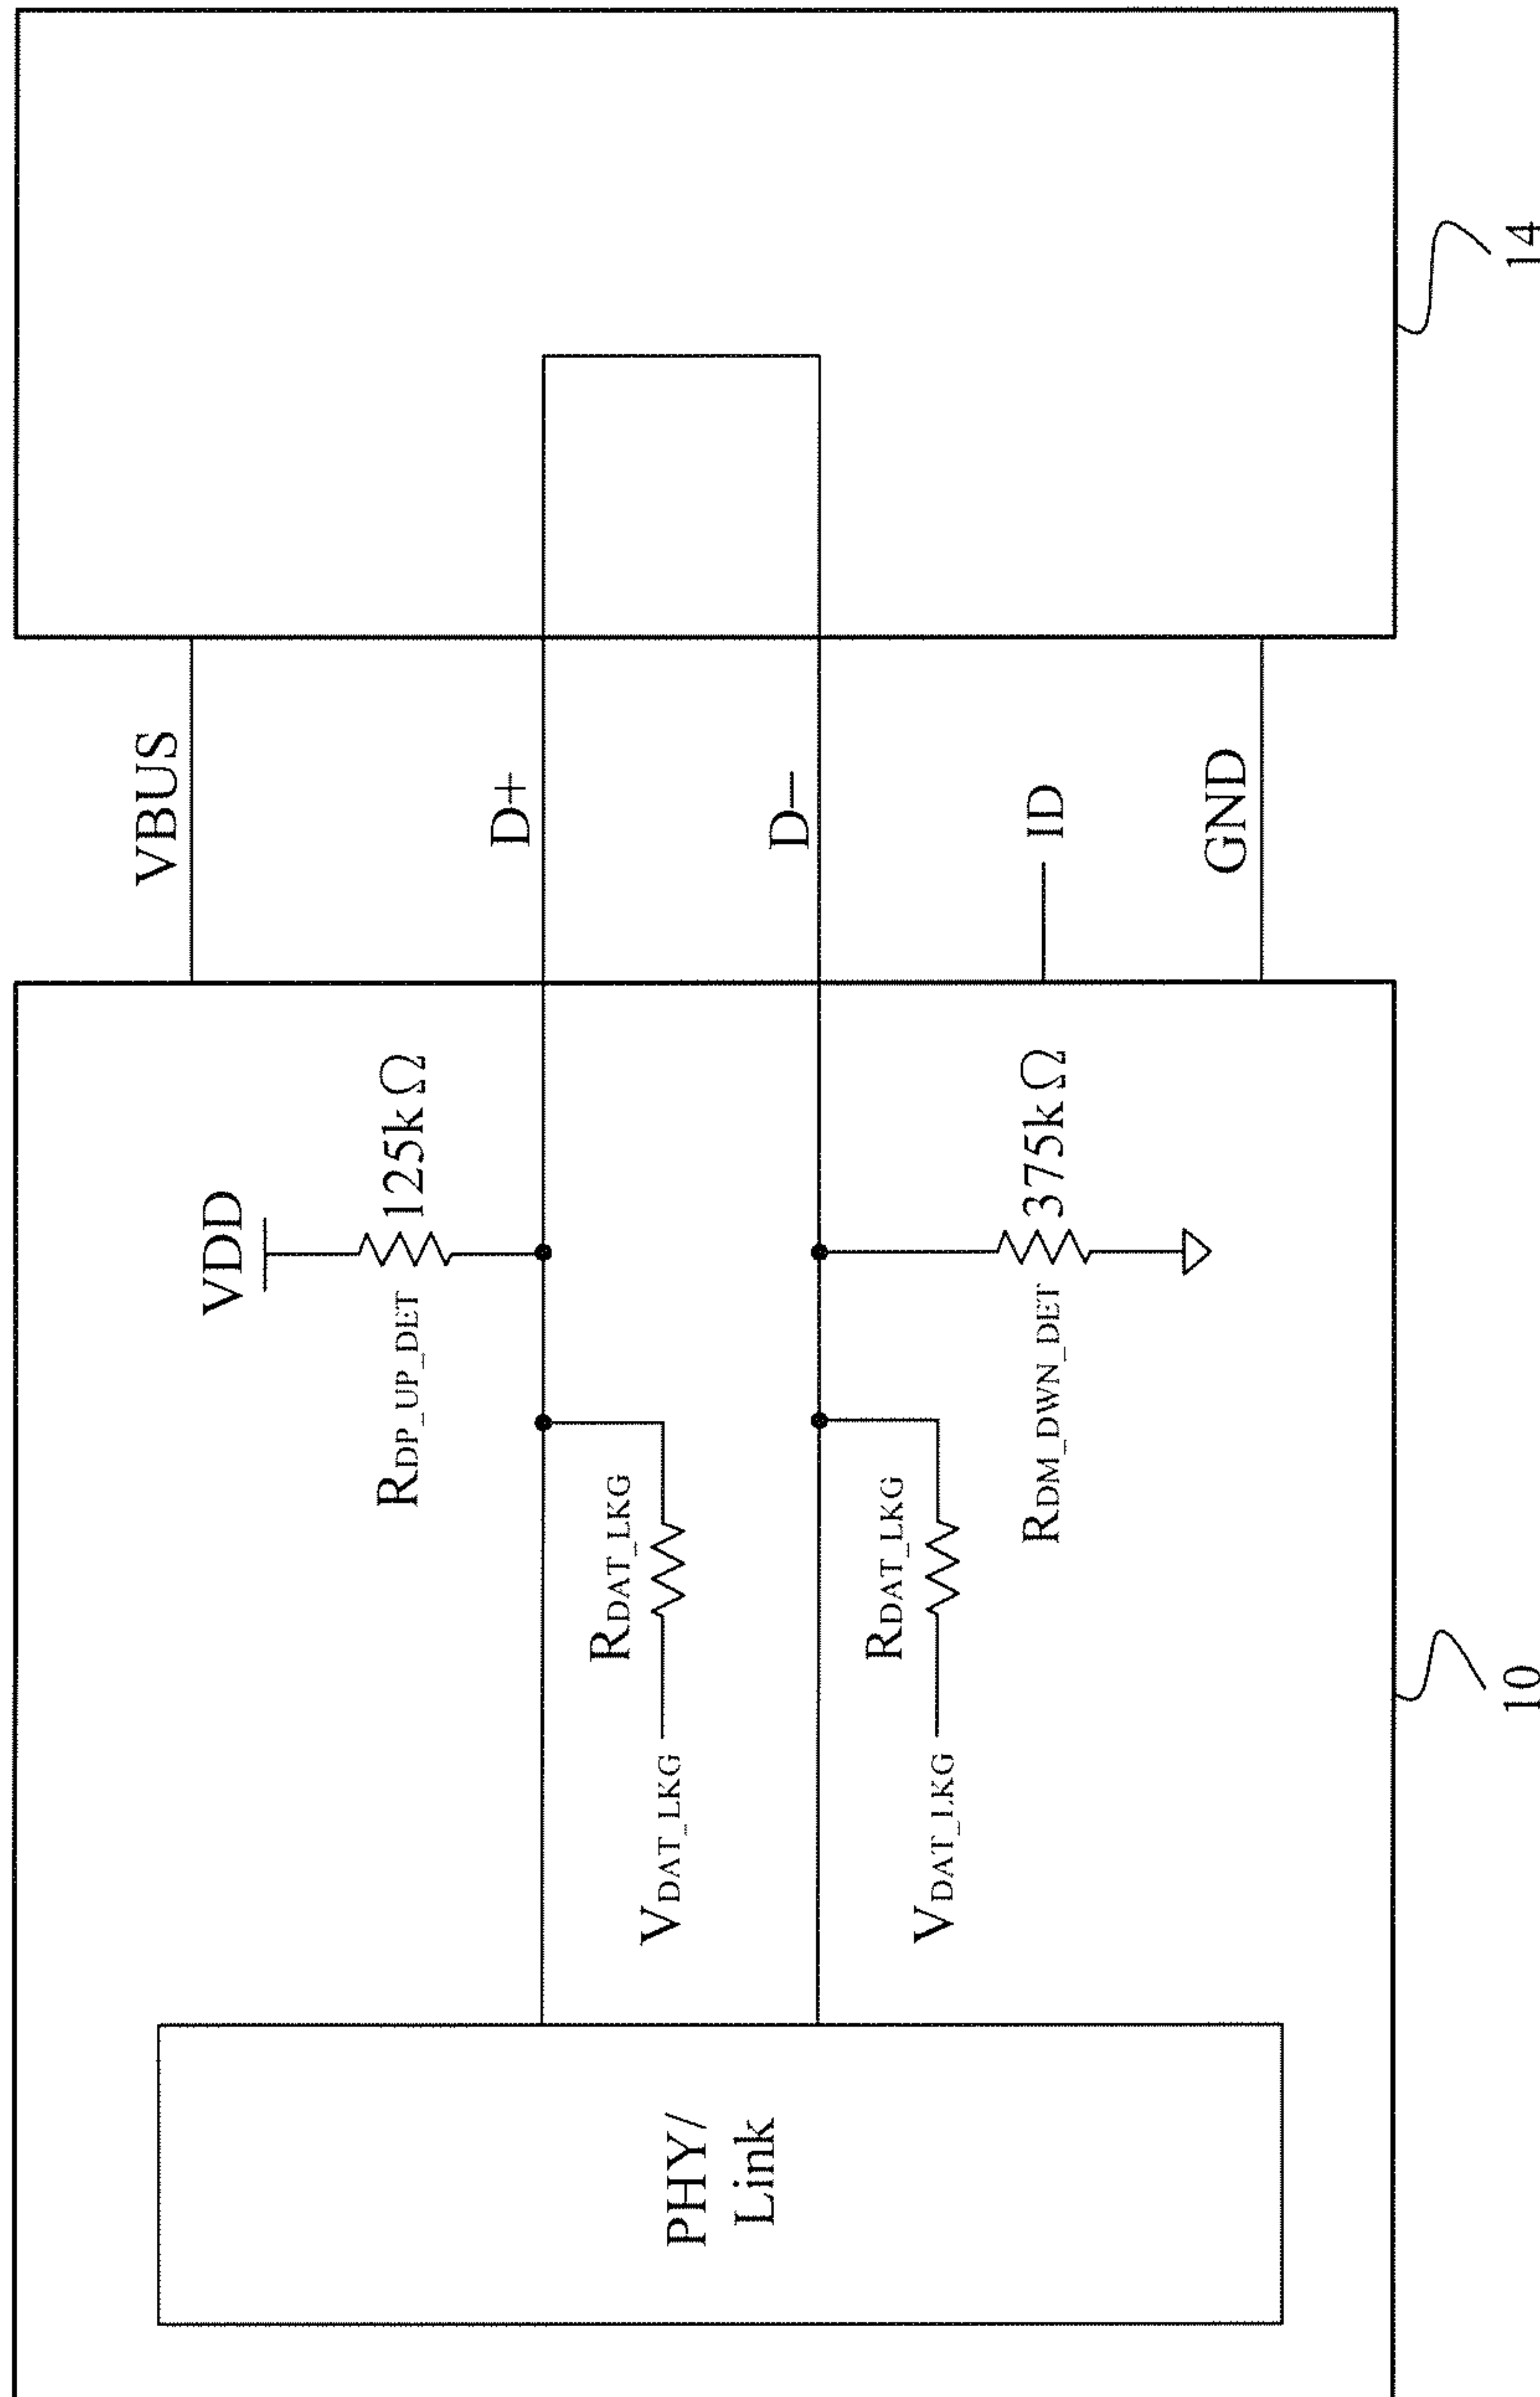 VDD
RDP_UP_DET
125kΩ
VBUS
D+
RDAT_LKG
VDAT_LKG
PHY/
Link
D−
RDAT_LKG
VDAT_LKG
RDM_DWN_DET
375kΩ
ID
GND
10
14